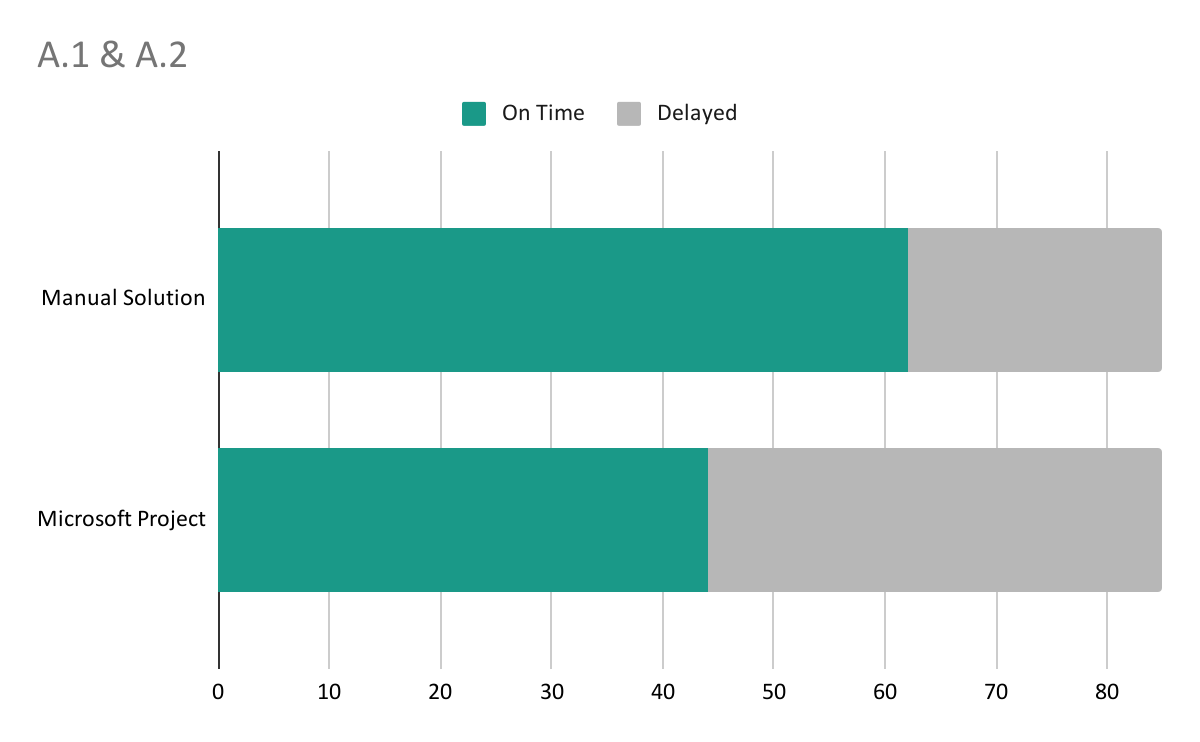 A.1 & A.2
On Time Delayed
Manual Solution
Microsoft Project
0 10 20 30 40 50 60 70 80